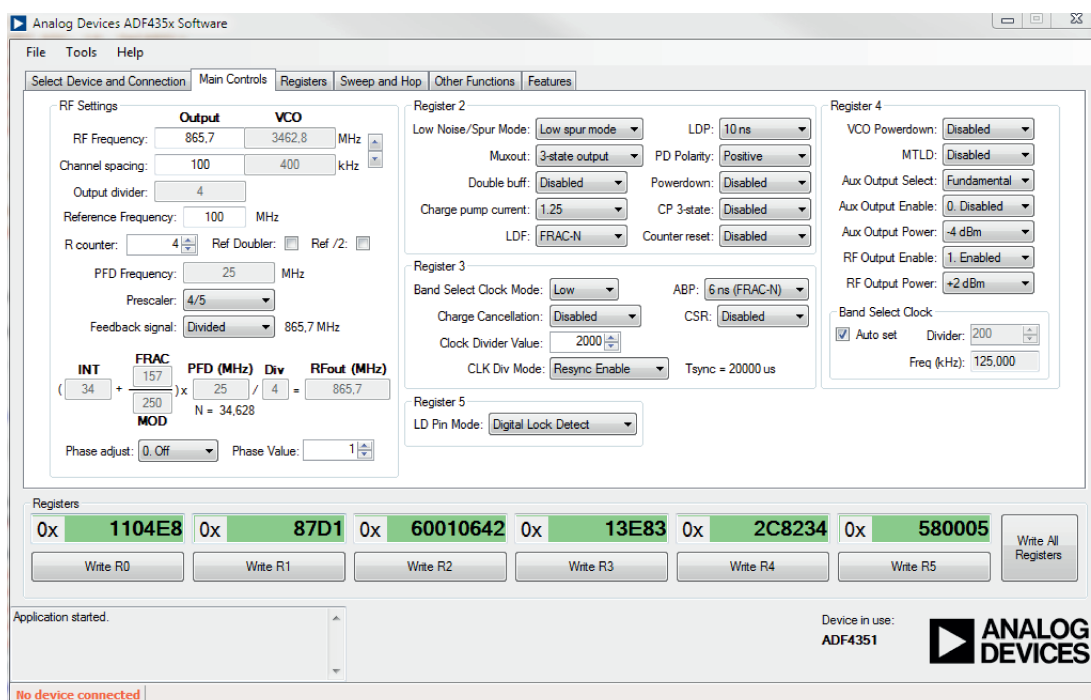 Analog Devices ADF435x Software
File Tools Help
Select Device and Connection Main Controls Registers Sweep and Hop Other Functions Features
RF Settings
Output VCO
RF Frequency: 865,7 3462,8 MHz
Channel spacing: 100 400 kHz
Output divider: 4
Reference Frequency: 100 MHz
R counter: 4 Ref Doubler: Ref /2:
PFD Frequency: 25 MHz
Prescaler: 4/5
Feedback signal: Divided 865,7 MHz
INT FRAC PFD (MHz) Div RFout (MHz)
( 34 + 157 ) x 25 / 4 = 865,7
250 N = 34,628
MOD
Phase adjust: 0. Off Phase Value: 1
Register 2
Low Noise/Spur Mode: Low spur mode LDP: 10 ns
Muxout: 3-state output PD Polarity: Positive
Double buff: Disabled Powerdown: Disabled
Charge pump current: 1.25 CP 3-state: Disabled
LDF: FRAC-N Counter reset: Disabled
Register 3
Band Select Clock Mode: Low ABP: 6 ns (FRAC-N)
Charge Cancellation: Disabled CSR: Disabled
Clock Divider Value: 2000
CLK Div Mode: Resync Enable Tsync = 20000 us
Register 5
LD Pin Mode: Digital Lock Detect
Register 4
VCO Powerdown: Disabled
MTLD: Disabled
Aux Output Select: Fundamental
Aux Output Enable: 0. Disabled
Aux Output Power: -4 dBm
RF Output Enable: 1. Enabled
RF Output Power: +2 dBm
Band Select Clock
Auto set Divider: 200
Freq (kHz): 125,000
Registers
0x 1104E8 0x 87D1 0x 60010642 0x 13E83 0x 2C8234 0x 580005
Write R0 Write R1 Write R2 Write R3 Write R4 Write R5 Write All Registers
Application started.
Device in use:
ADF4351
ANALOG
DEVICES
No device connected